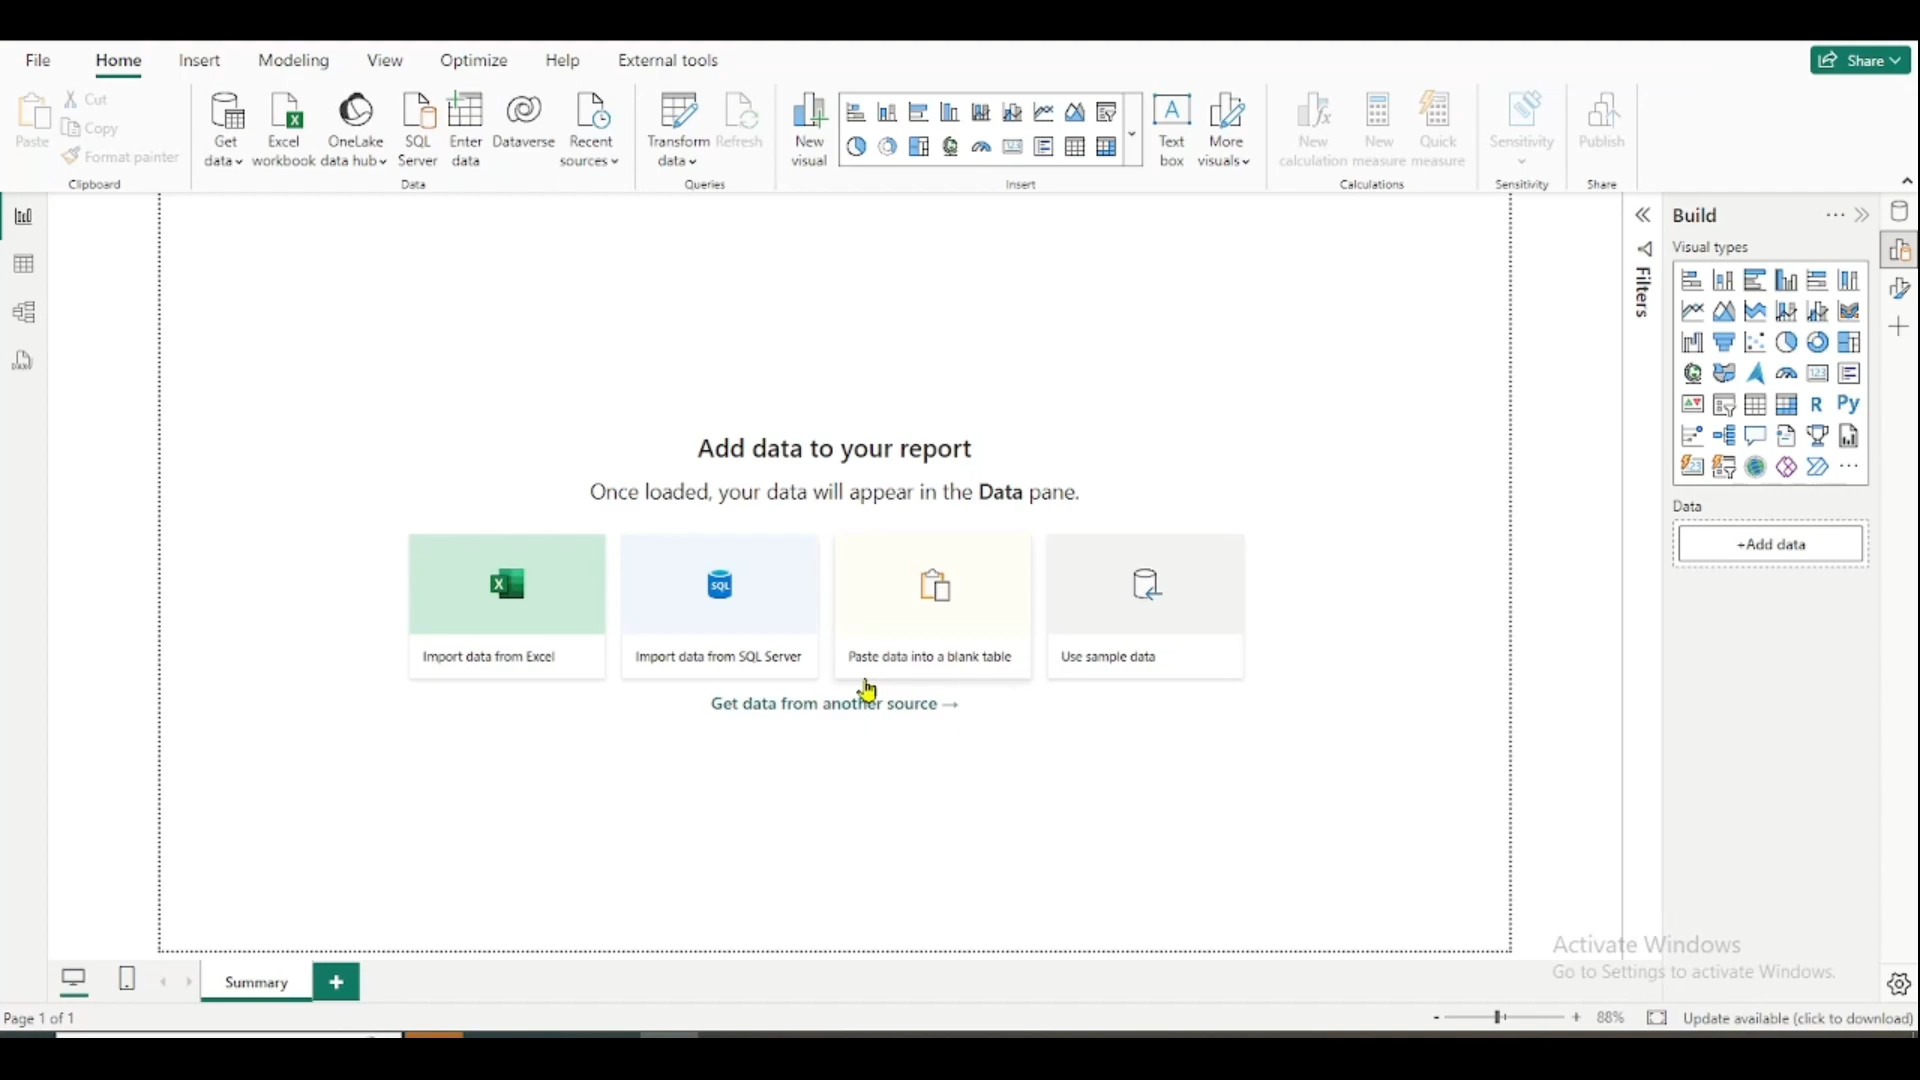 File Home Insert Modeling View Optimize Help External tools Share
Paste
Cut
Copy
Format painter
Clipboard
Get data
Excel workbook
OneLake data hub
SQL Server
Enter data
Dataverse
Recent sources
Data
Transform data
Refresh
Queries
New visual
Text box
More visuals
Insert
New calculation
New measure
Quick measure
Calculations
Sensitivity
Sensitivity
Publish
Share
Filters
Build
Visual types
123
R Py
123
Data
+Add data
Add data to your report
Once loaded, your data will appear in the Data pane.
SQL
Import data from Excel
Import data from SQL Server
Paste data into a blank table
Use sample data
Get data from another source →
Activate Windows
Go to Settings to activate Windows.
Summary
Page 1 of 1
- + 88%
Update available (click to download)